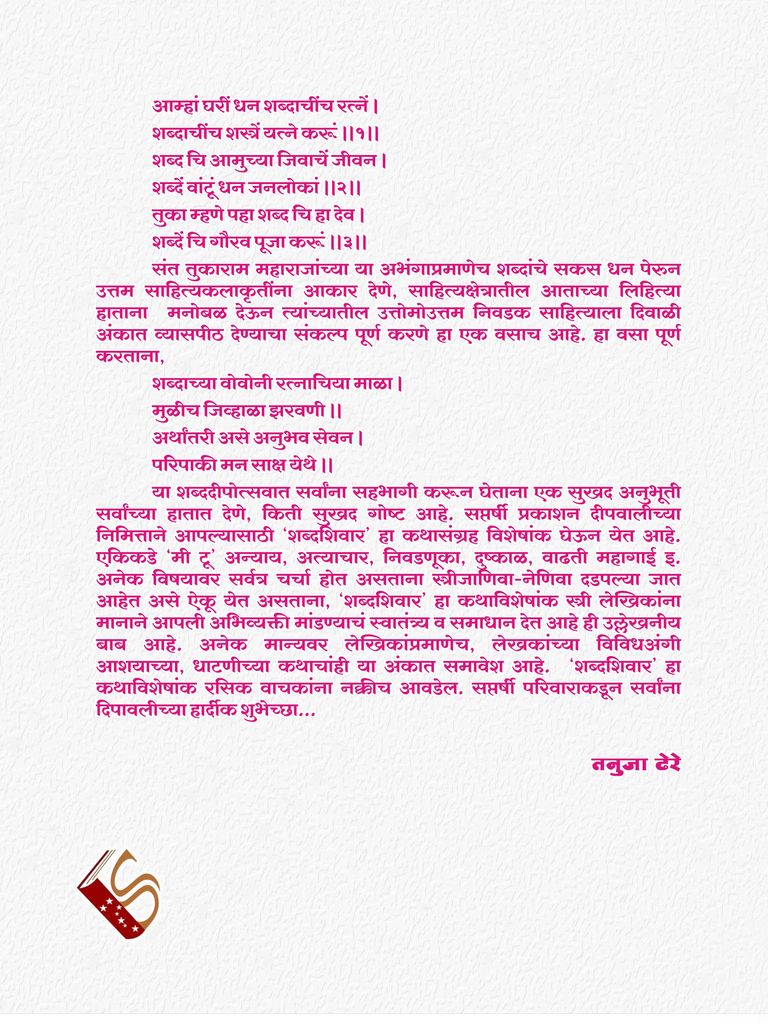 आम्हां घरीं धन शब्दाचींच रत्नें।
शब्दाचींच शस्त्रें यत्ने करूं।।१।।
शब्द चि आमुच्या जिवाचें जीवन।
शब्दें वांटूं धन जनलोकां।।२।।
तुका म्हणे पहा शब्द चि हा देव।
शब्दें चि गौरव पूजा करूं।।३।।
संत तुकाराम महाराजांच्या या अभंगाप्रमाणेच शब्दांचे सकस धन पेरून
उत्तम साहित्यकलाकृतींना आकार देणे, साहित्यक्षेत्रातील आताच्या लिहित्या
हाताना मनोबळ देऊन त्यांच्यातील उत्तोमोउत्तम निवडक साहित्याला दिवाळी
अंकात व्यासपीठ देण्याचा संकल्प पूर्ण करणे हा एक वसाच आहे. हा वसा पूर्ण
करताना,
शब्दाच्या वोवोनी रत्नाचिया माळा।
मुळीच जिव्हाळा झरवणी।।
अर्थांतरी असे अनुभव सेवन।
परिपाकी मन साक्ष येथे।।
या शब्ददीपोत्सवात सर्वांना सहभागी करून घेताना एक सुखद अनुभूती
सर्वांच्या हातात देणे, किती सुखद गोष्ट आहे. सप्तर्षी प्रकाशन दीपवालीच्या
निमित्ताने आपल्यासाठी ‘शब्दशिवार’ हा कथासंग्रह विशेषांक घेऊन येत आहे.
एकिकडे ‘मी टू’ अन्याय, अत्याचार, निवडणूका, दुष्काळ, वाढती महागाई इ.
अनेक विषयावर सर्वत्र चर्चा होत असताना स्त्रीजाणिवा-नेणिवा दडपल्या जात
आहेत असे ऐकू येत असताना, ‘शब्दशिवार’ हा कथाविशेषांक स्त्री लेखिकांना
मानाने आपली अभिव्यक्ती मांडण्याचं स्वातंत्र्य व समाधान देत आहे ही उल्लेखनीय
बाब आहे. अनेक मान्यवर लेखिकांप्रमाणेच, लेखकांच्या विविधअंगी
आशयाच्या, धाटणीच्या कथाचांही या अंकात समावेश आहे. ‘शब्दशिवार’ हा
कथाविशेषांक रसिक वाचकांना नक्कीच आवडेल. सप्तर्षी परिवाराकडून सर्वांना
दिपावलीच्या हार्दीक शुभेच्छा...
तनुजा ढेरे
S